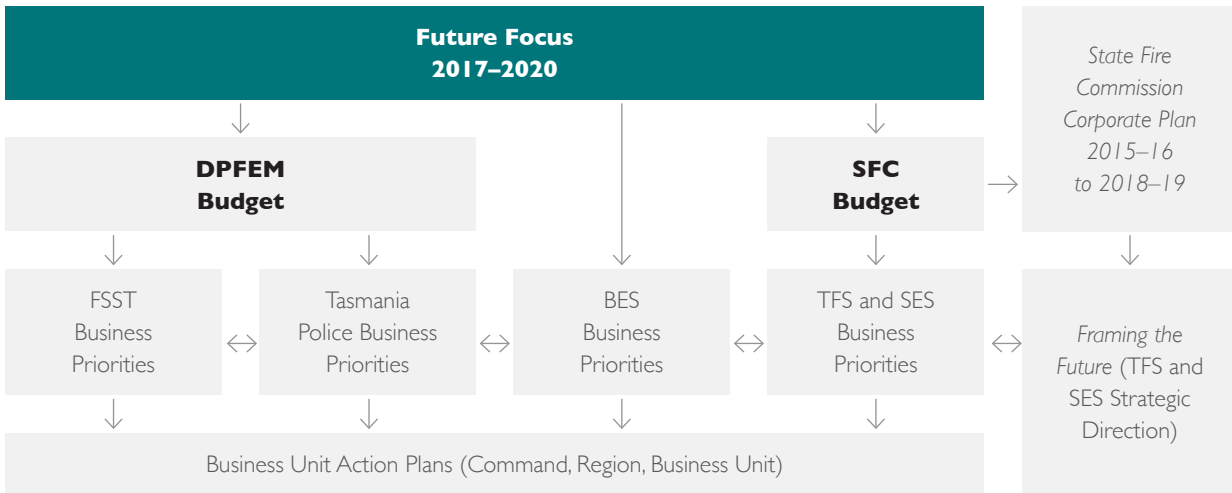 Future Focus
2017–2020
State Fire
Commission
Corporate Plan
2015–16
to 2018–19
DPFEM
Budget
SFC
Budget
FSST
Business
Priorities
Tasmania
Police Business
Priorities
BES
Business
Priorities
TFS and SES
Business
Priorities
Framing the
Future (TFS and
SES Strategic
Direction)
Business Unit Action Plans (Command, Region, Business Unit)